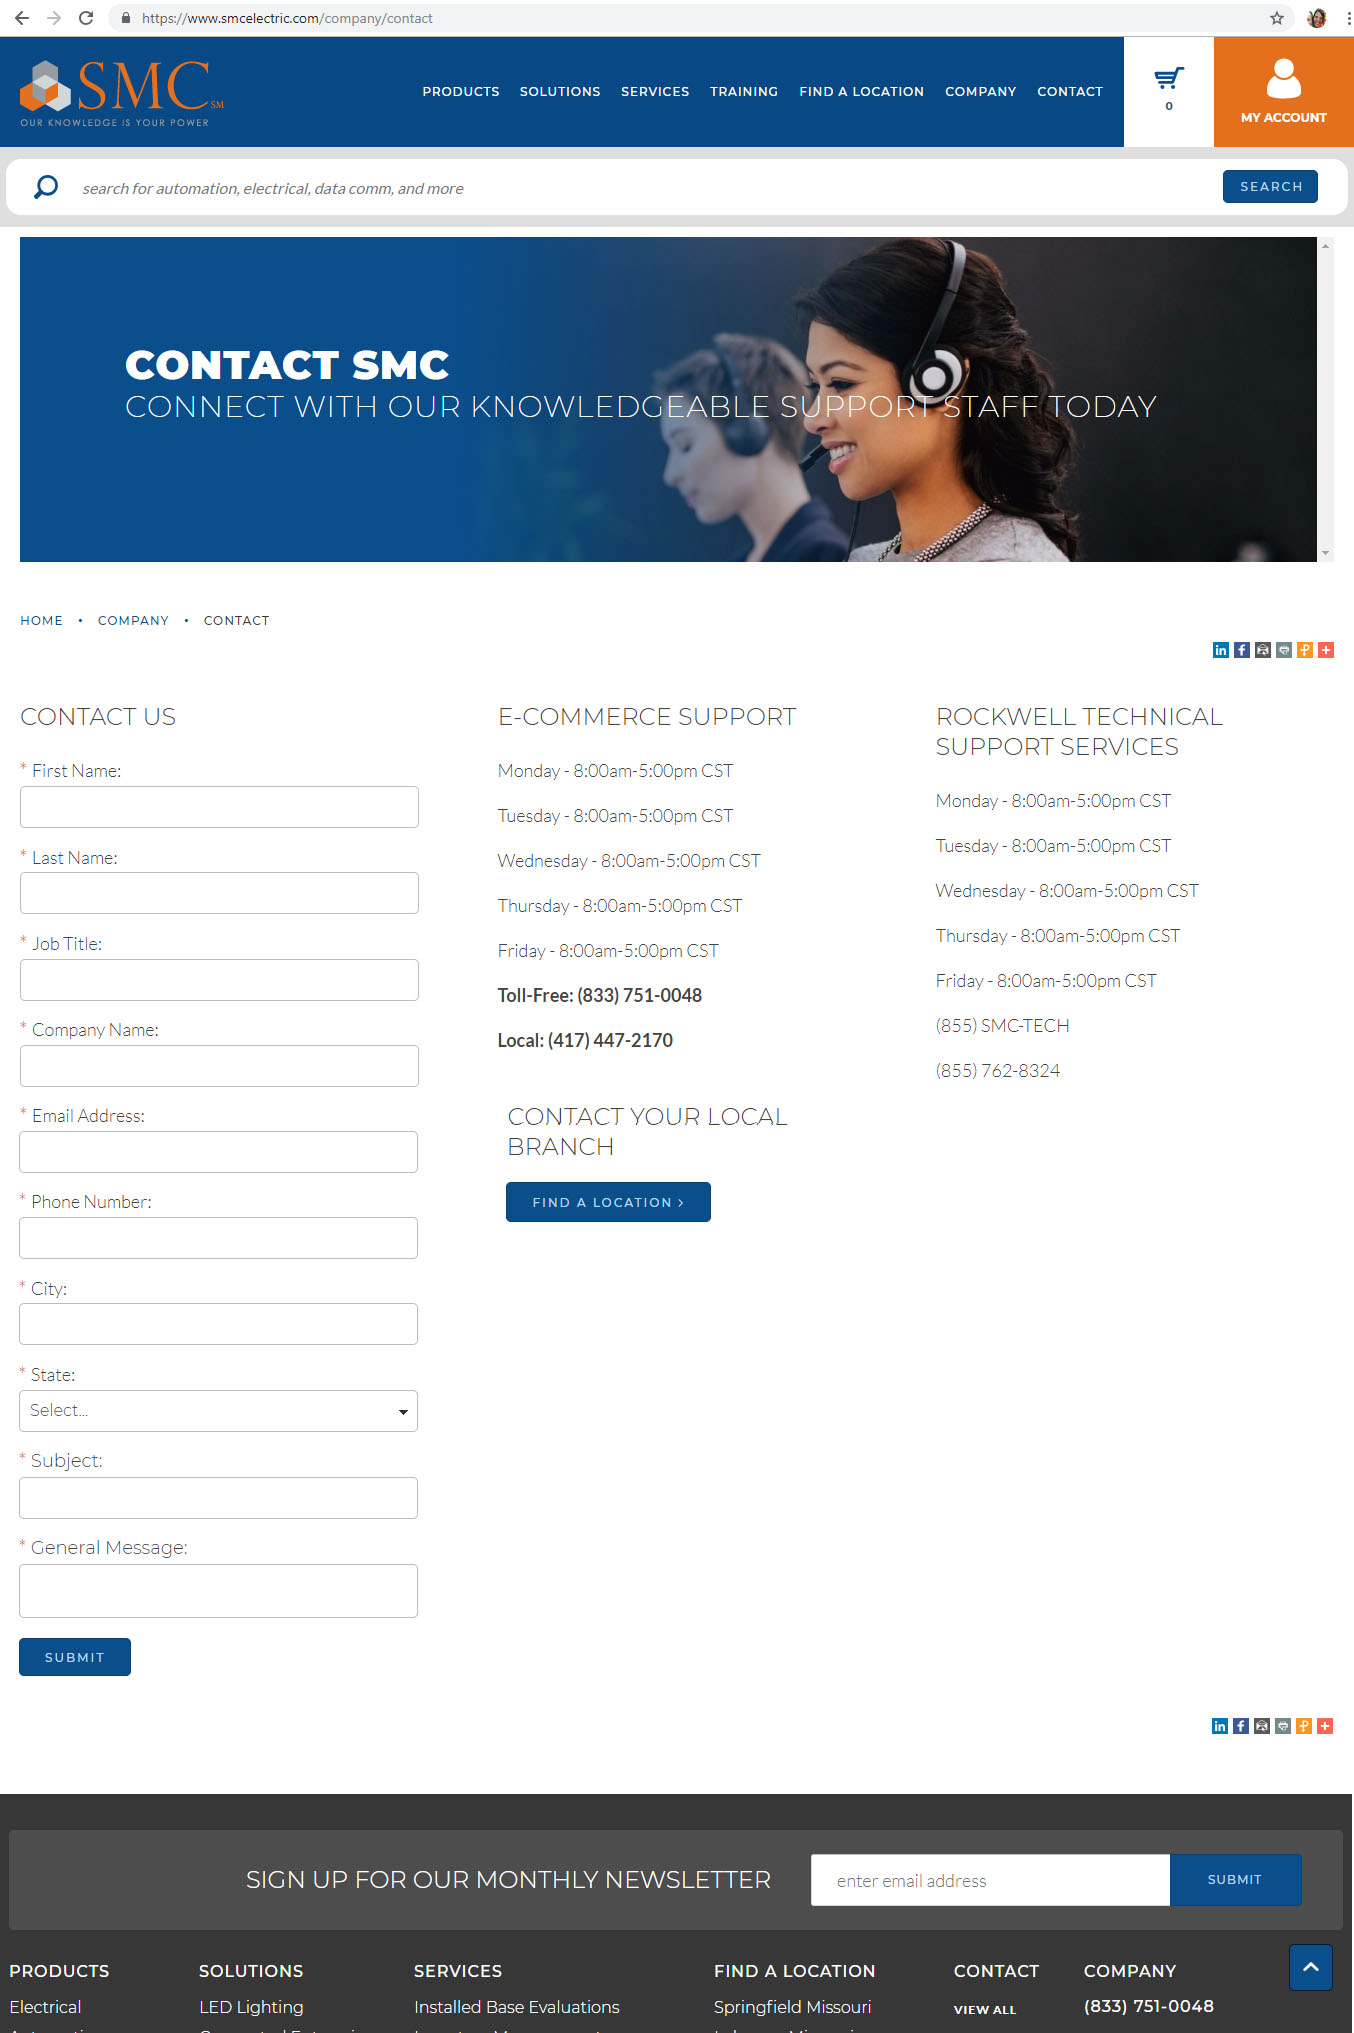 https://www.smcelectric.com/company/contact
SMC SM
OUR KNOWLEDGE IS YOUR POWER
PRODUCTS SOLUTIONS SERVICES TRAINING FIND A LOCATION COMPANY CONTACT
0
MY ACCOUNT
search for automation, electrical, data comm, and more
SEARCH
CONTACT SMC
CONNECT WITH OUR KNOWLEDGEABLE SUPPORT STAFF TODAY
HOME • COMPANY • CONTACT
CONTACT US
* First Name:
* Last Name:
* Job Title:
* Company Name:
* Email Address:
* Phone Number:
* City:
* State:
Select...
* Subject:
* General Message:
SUBMIT
E-COMMERCE SUPPORT
Monday - 8:00am-5:00pm CST
Tuesday - 8:00am-5:00pm CST
Wednesday - 8:00am-5:00pm CST
Thursday - 8:00am-5:00pm CST
Friday - 8:00am-5:00pm CST
Toll-Free: (833) 751-0048
Local: (417) 447-2170
CONTACT YOUR LOCAL
BRANCH
FIND A LOCATION >
ROCKWELL TECHNICAL
SUPPORT SERVICES
Monday - 8:00am-5:00pm CST
Tuesday - 8:00am-5:00pm CST
Wednesday - 8:00am-5:00pm CST
Thursday - 8:00am-5:00pm CST
Friday - 8:00am-5:00pm CST
(855) SMC-TECH
(855) 762-8324
SIGN UP FOR OUR MONTHLY NEWSLETTER
enter email address
SUBMIT
PRODUCTS
Electrical
SOLUTIONS
LED Lighting
SERVICES
Installed Base Evaluations
FIND A LOCATION
Springfield Missouri
CONTACT
VIEW ALL
COMPANY
(833) 751-0048